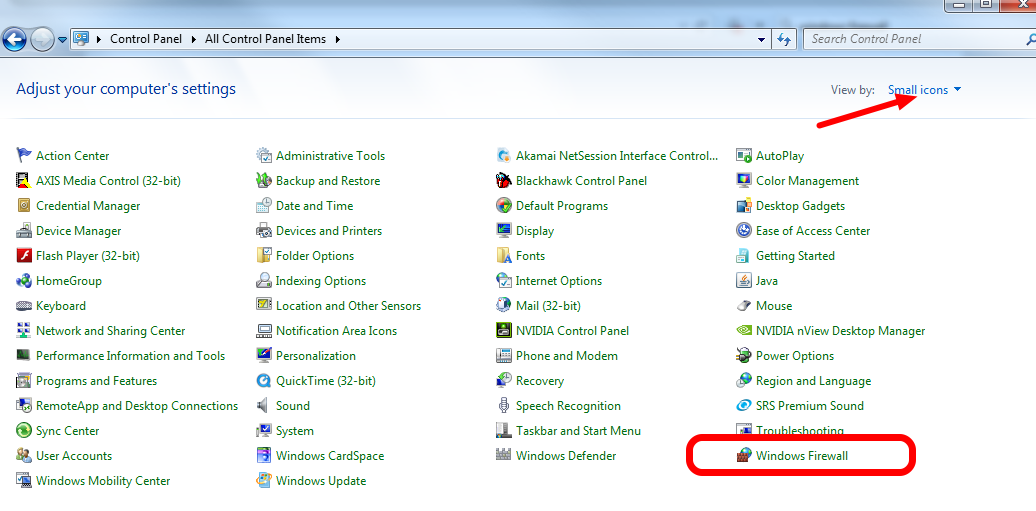 Control Panel All Control Panel Items Search Control Panel
Adjust your computer's settings View by: Small icons
Action Center Administrative Tools Akamai NetSession Interface Control... AutoPlay
AXIS Media Control (32-bit) Backup and Restore Blackhawk Control Panel Color Management
Credential Manager Date and Time Default Programs Desktop Gadgets
Device Manager Devices and Printers Display Ease of Access Center
Flash Player (32-bit) Folder Options Fonts Getting Started
HomeGroup Indexing Options Internet Options Java
Keyboard Location and Other Sensors Mail (32-bit) Mouse
Network and Sharing Center Notification Area Icons NVIDIA Control Panel NVIDIA nView Desktop Manager
Performance Information and Tools Personalization Phone and Modem Power Options
Programs and Features QuickTime (32-bit) Recovery Region and Language
RemoteApp and Desktop Connections Sound Speech Recognition SRS Premium Sound
Sync Center System Taskbar and Start Menu Troubleshooting
User Accounts Windows CardSpace Windows Defender Windows Firewall
Windows Mobility Center Windows Update